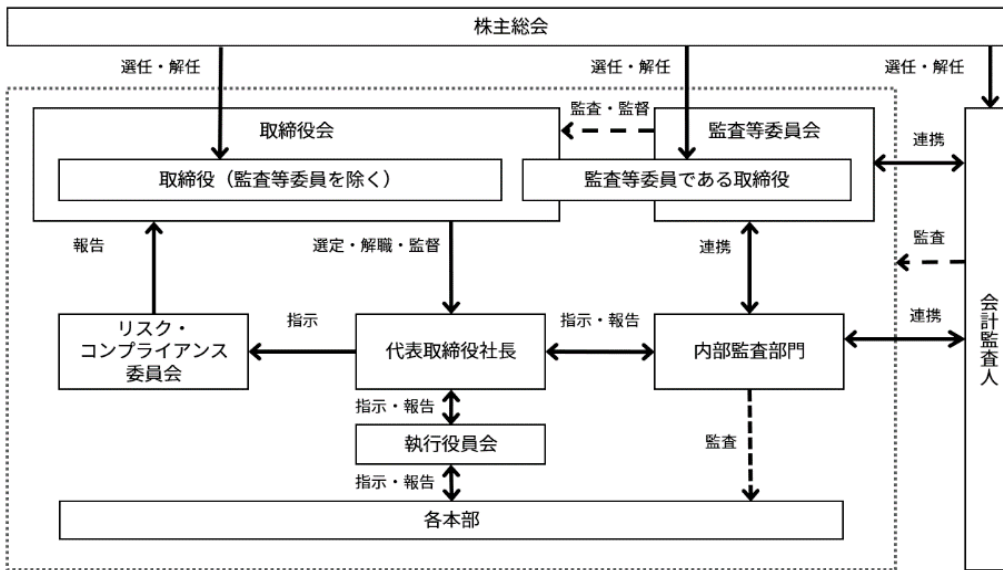 株主総会
選任・解任
選任・解任
選任・解任
取締役会
監査・監督
監査等委員会
取締役（監査等委員を除く）
監査等委員である取締役
連携
報告
選定・解職・監督
連携
監査
リスク・
コンプライアンス
委員会
指示
代表取締役社長
指示・報告
内部監査部門
連携
会計監査人
指示・報告
執行役員会
監査
指示・報告
各本部